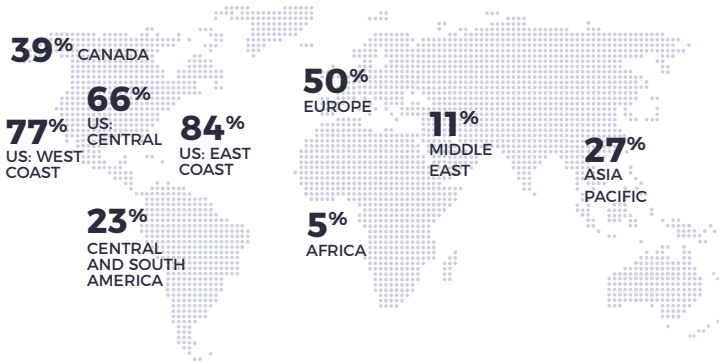 39% CANADA
66%
US:
CENTRAL
77%
US: WEST
COAST
84%
US: EAST
COAST
50%
EUROPE
11%
MIDDLE
EAST
27%
ASIA
PACIFIC
23%
CENTRAL
AND SOUTH
AMERICA
5%
AFRICA